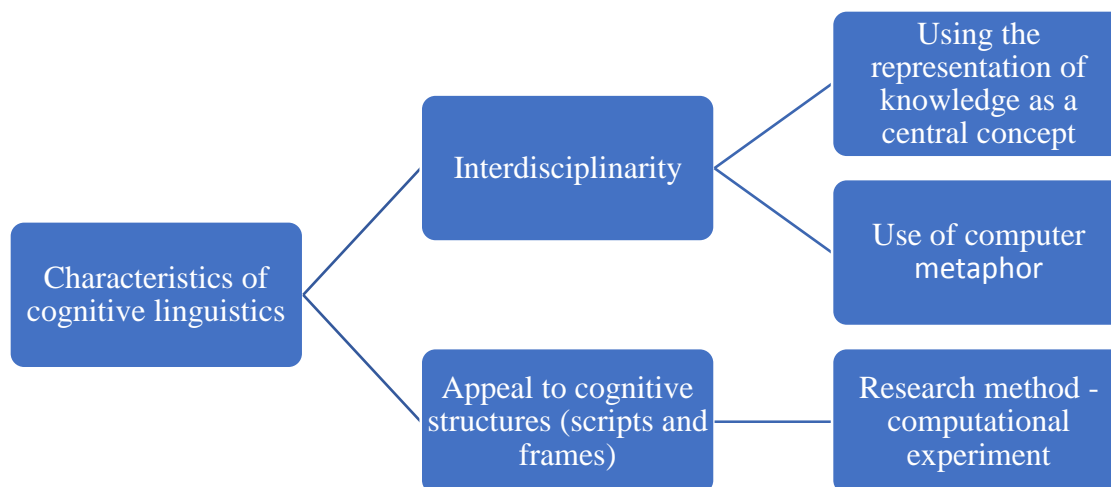 Characteristics of
cognitive linguistics
Interdisciplinarity
Using the
representation of
knowledge as a
central concept
Use of computer
metaphor
Appeal to cognitive
structures (scripts and
frames)
Research method -
computational
experiment